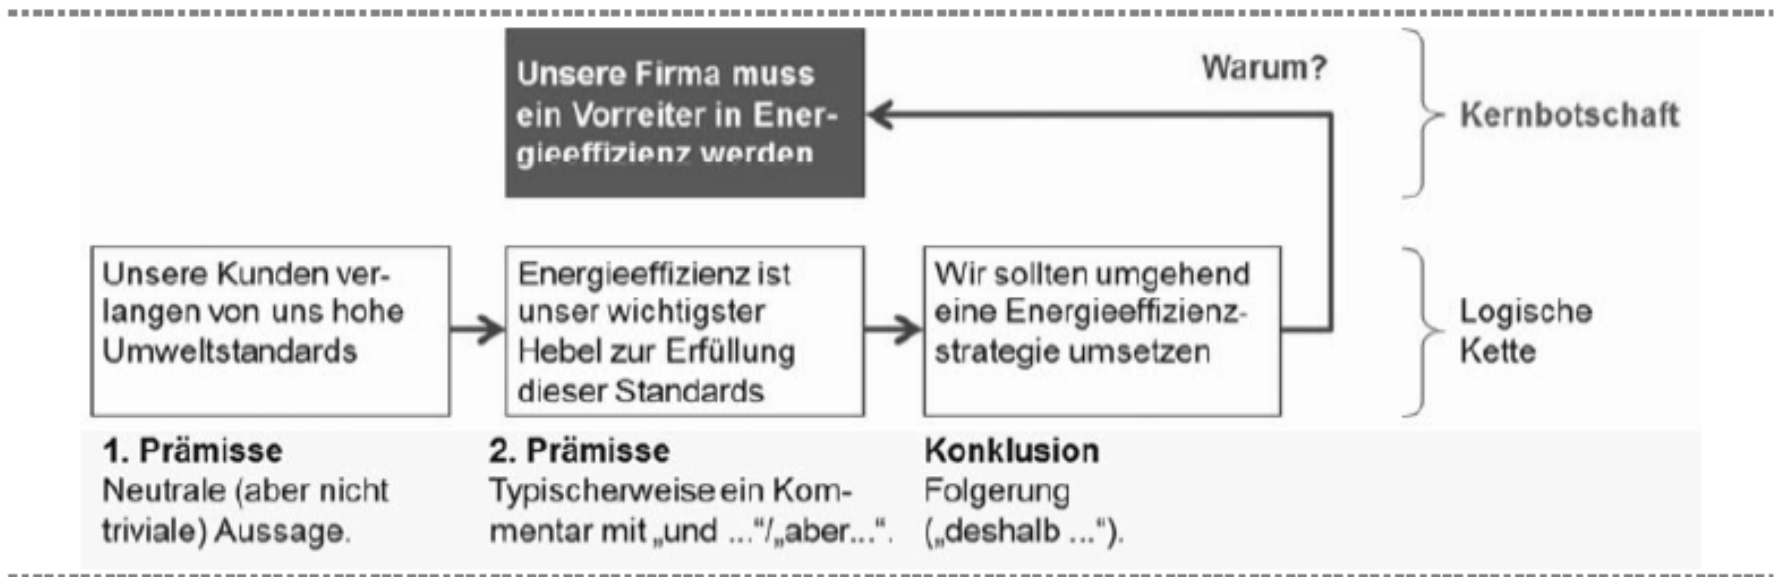 Unsere Firma muss
ein Vorreiter in Ener-
gieeffizienz werden
Warum?
Kernbotschaft
Unsere Kunden ver-
langen von uns hohe
Umweltstandards
Energieeffizienz ist
unser wichtigster
Hebel zur Erfüllung
dieser Standards
Wir sollten umgehend
eine Energieeffizienz-
strategie umsetzen
Logische
Kette
1. Prämisse
Neutrale (aber nicht
triviale) Aussage.
2. Prämisse
Typischerweise ein Kom-
mentar mit „und ...“/„aber...“.
Konklusion
Folgerung
(„deshalb ...“).